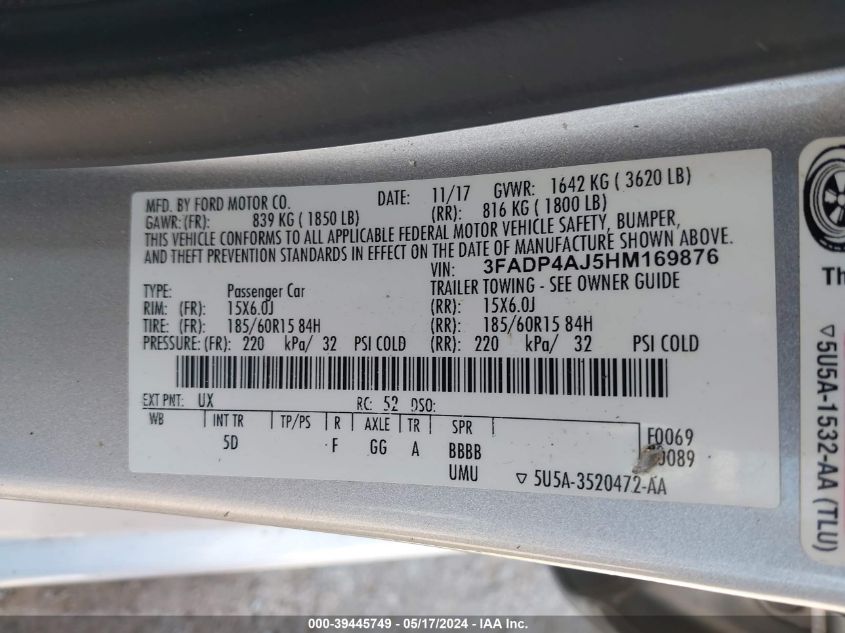 MFD. BY FORD MOTOR CO. DATE: 11/17 GVWR: 1642 KG ( 3620 LB)
GAWR: (FR): 839 KG ( 1850 LB) (RR): 816 KG ( 1800 LB)
THIS VEHICLE CONFORMS TO ALL APPLICABLE FEDERAL MOTOR VEHICLE SAFETY, BUMPER,
AND THEFT PREVENTION STANDARDS IN EFFECT ON THE DATE OF MANUFACTURE SHOWN ABOVE.
VIN: 3FADP4AJ5HM169876
TYPE: Passenger Car TRAILER TOWING - SEE OWNER GUIDE
RIM: (FR): 15X6.0J (RR): 15X6.0J
TIRE: (FR): 185/60R15 84H (RR): 185/60R15 84H
PRESSURE: (FR): 220 kPa/ 32 PSI COLD (RR): 220 kPa/ 32 PSI COLD
EXT PNT: UX RC: 52 DSO:
WB INT TR TP/PS R AXLE TR SPR
5D F GG A BBBB
UMU
F0069
0089
▽ 5U5A-3520472-AA
Th
▽5U5A-1532-AA (TLU)
000-39445749 - 05/17/2024 - IAA Inc.